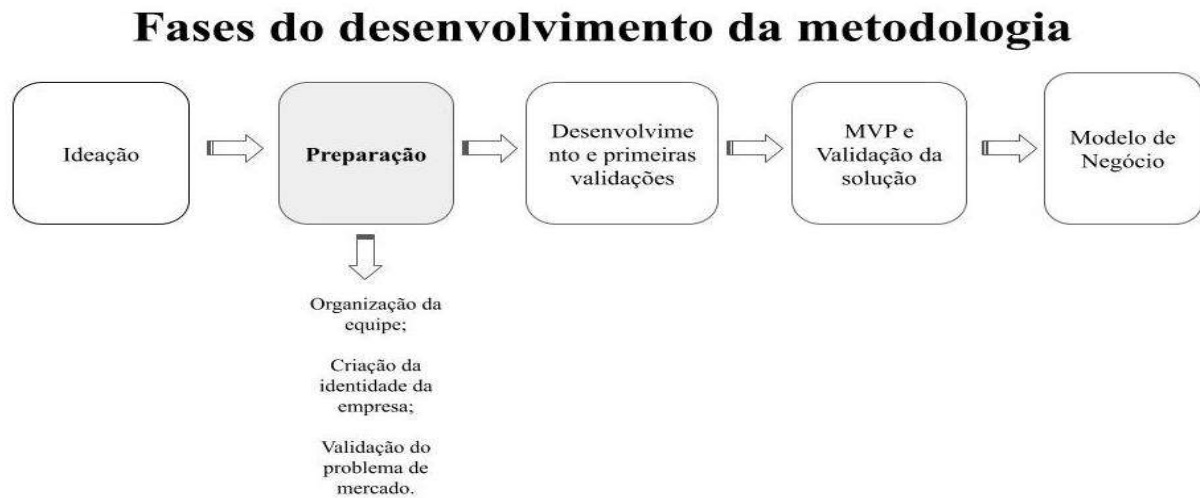 Fases do desenvolvimento da metodologia
Ideação
Preparação
Desenvolvime
nto e primeiras
validações
MVP e
Validação da
solução
Modelo de
Negócio
Organização da
equipe;
Criação da
identidade da
empresa;
Validação do
problema de
mercado.